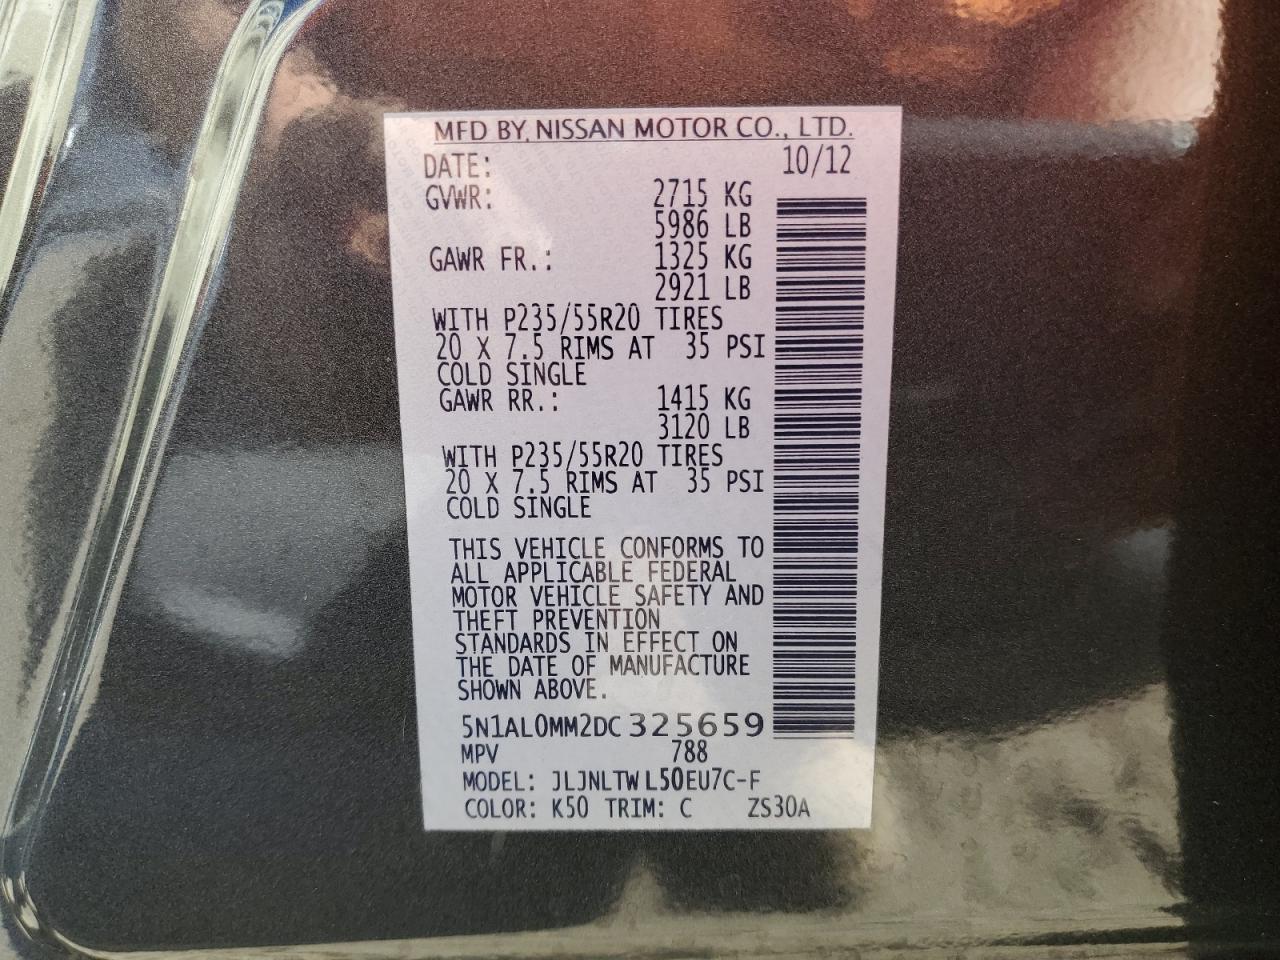 MFD BY, NISSAN MOTOR CO., LTD.
DATE: 10/12
GVWR: 2715 KG
5986 LB
GAWR FR.: 1325 KG
2921 LB
WITH P235/55R20 TIRES
20 X 7.5 RIMS AT 35 PSI
COLD SINGLE
GAWR RR.: 1415 KG
3120 LB
WITH P235/55R20 TIRES
20 X 7.5 RIMS AT 35 PSI
COLD SINGLE
THIS VEHICLE CONFORMS TO
ALL APPLICABLE FEDERAL
MOTOR VEHICLE SAFETY AND
THEFT PREVENTION
STANDARDS IN EFFECT ON
THE DATE OF MANUFACTURE
SHOWN ABOVE.
5N1AL0MM2DC325659
MPV 788
MODEL: JLJNLTWL50EU7C-F
COLOR: K50 TRIM: C ZS30A